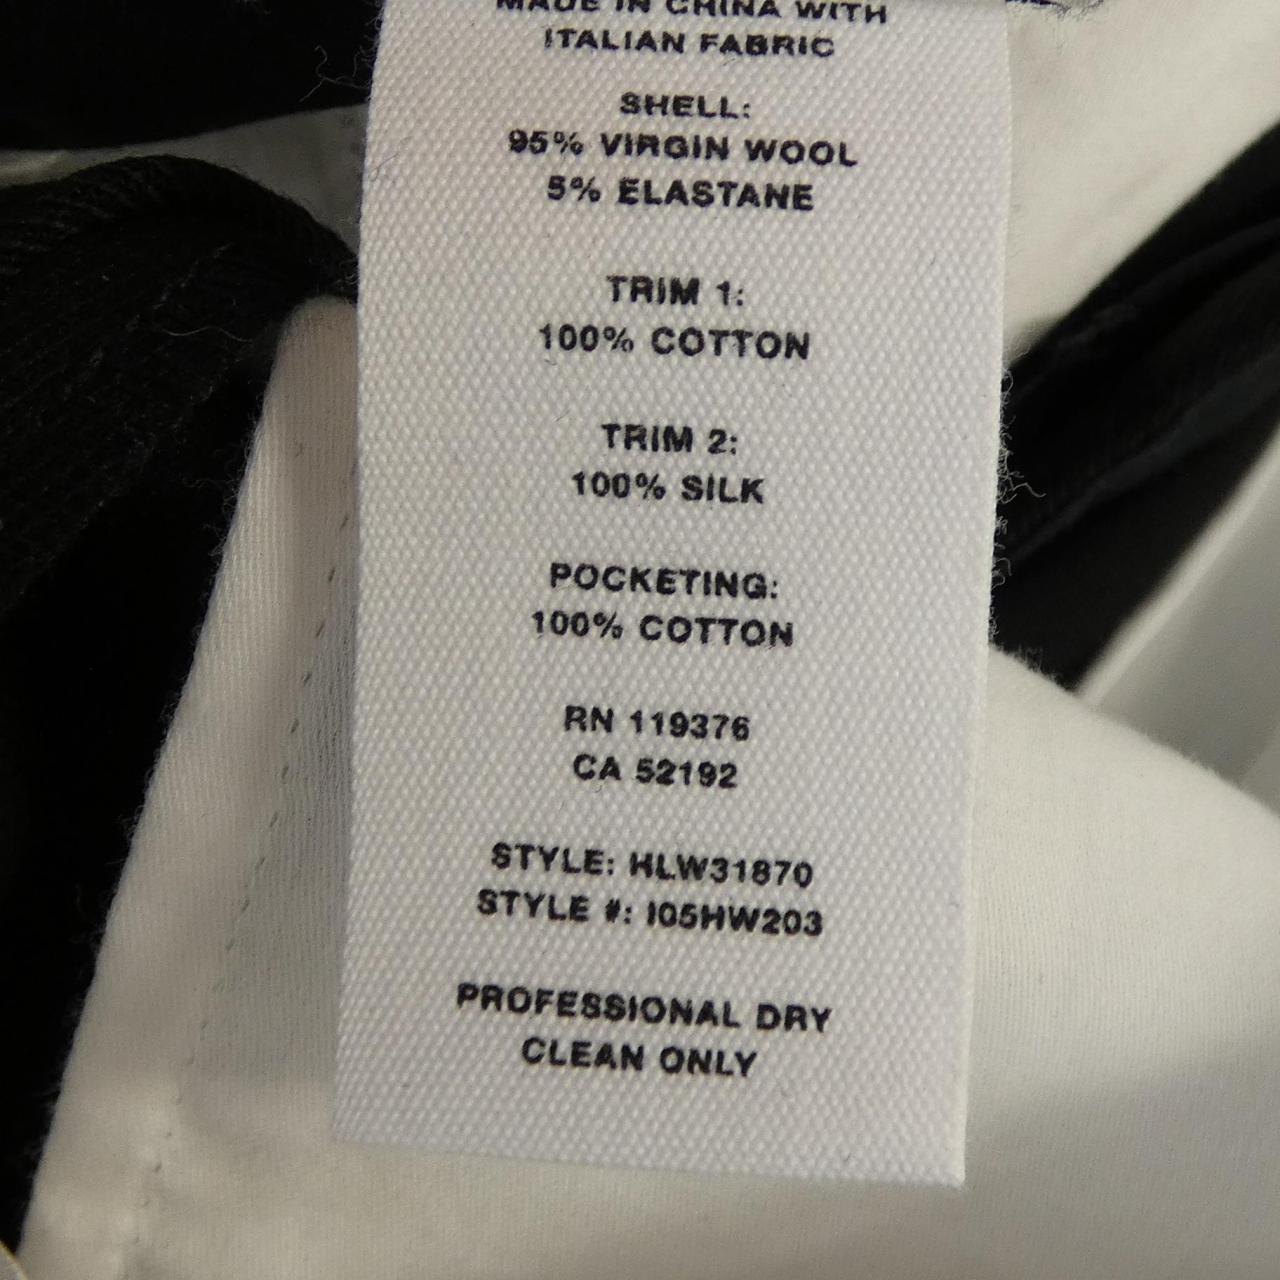 MADE IN CHINA WITH
ITALIAN FABRIC
SHELL:
95% VIRGIN WOOL
5% ELASTANE
TRIM 1:
100% COTTON
TRIM 2:
100% SILK
POCKETING:
100% COTTON
RN 119376
CA 52192
STYLE: HLW31870
STYLE #: I05HW203
PROFESSIONAL DRY
CLEAN ONLY